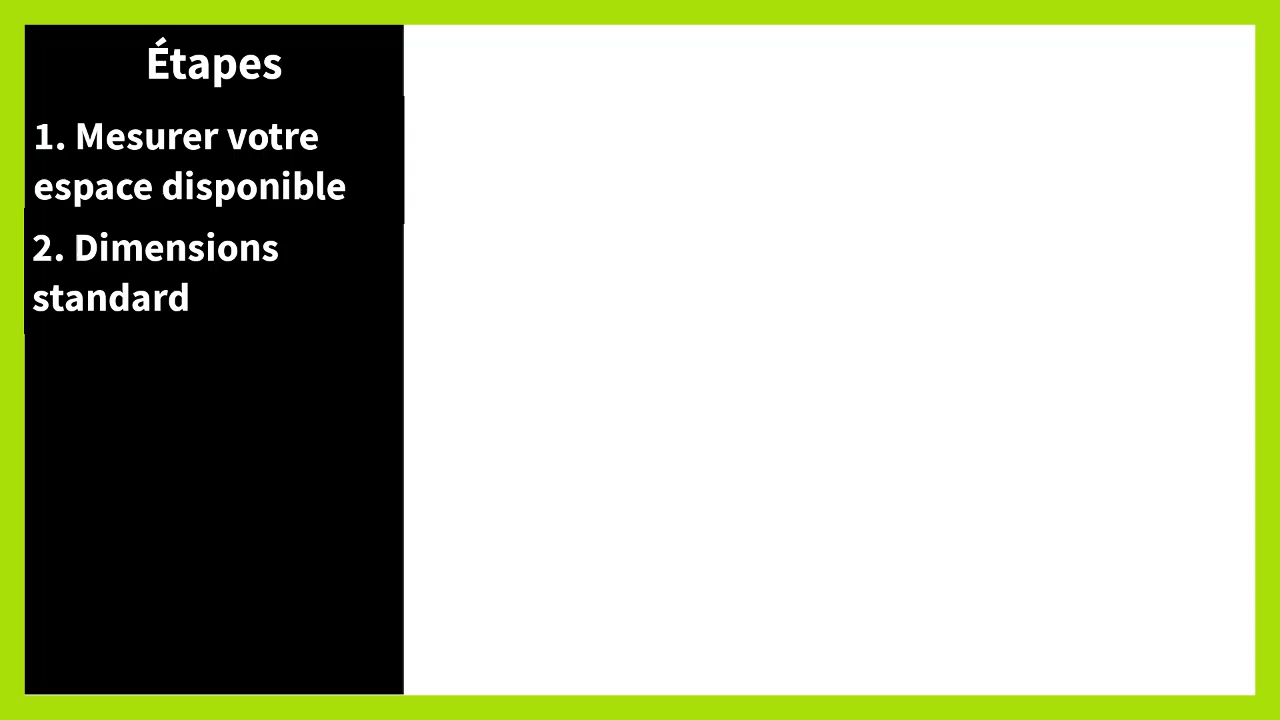 Étapes
1. Mesurer votre
espace disponible
2. Dimensions
standard